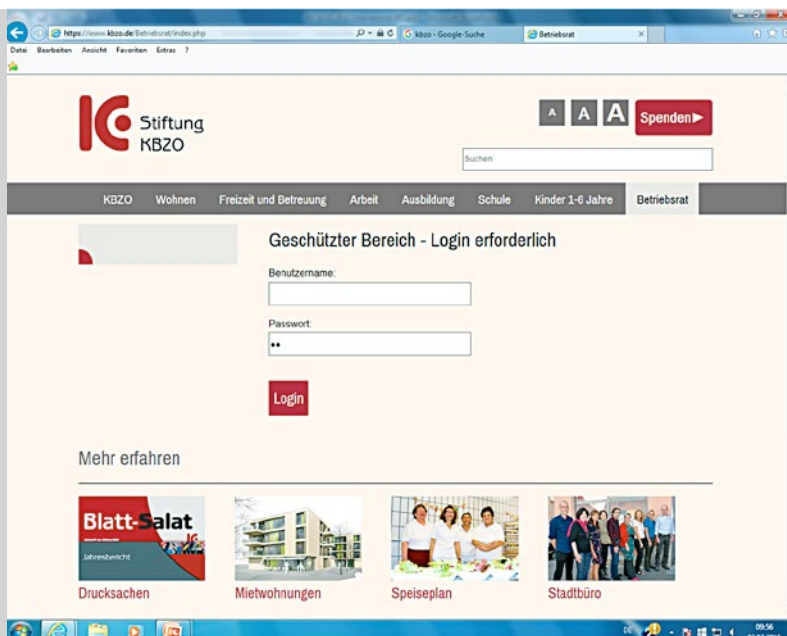 https://www.kbzo.de/Betriebsrat/index.php
kbzo - Google-Suche
Betriebsrat
Datei Bearbeiten Ansicht Favoriten Extras ?
Stiftung
KBZO
A A A Spenden
Suchen
KBZO Wohnen Freizeit und Betreuung Arbeit Ausbildung Schule Kinder 1-6 Jahre Betriebsrat
Geschützter Bereich - Login erforderlich
Benutzername:
Passwort:
Login
Mehr erfahren
Blatt-Salat
Jahresbericht
Drucksachen Mietwohnungen Speiseplan Stadtbüro
DE 09:56